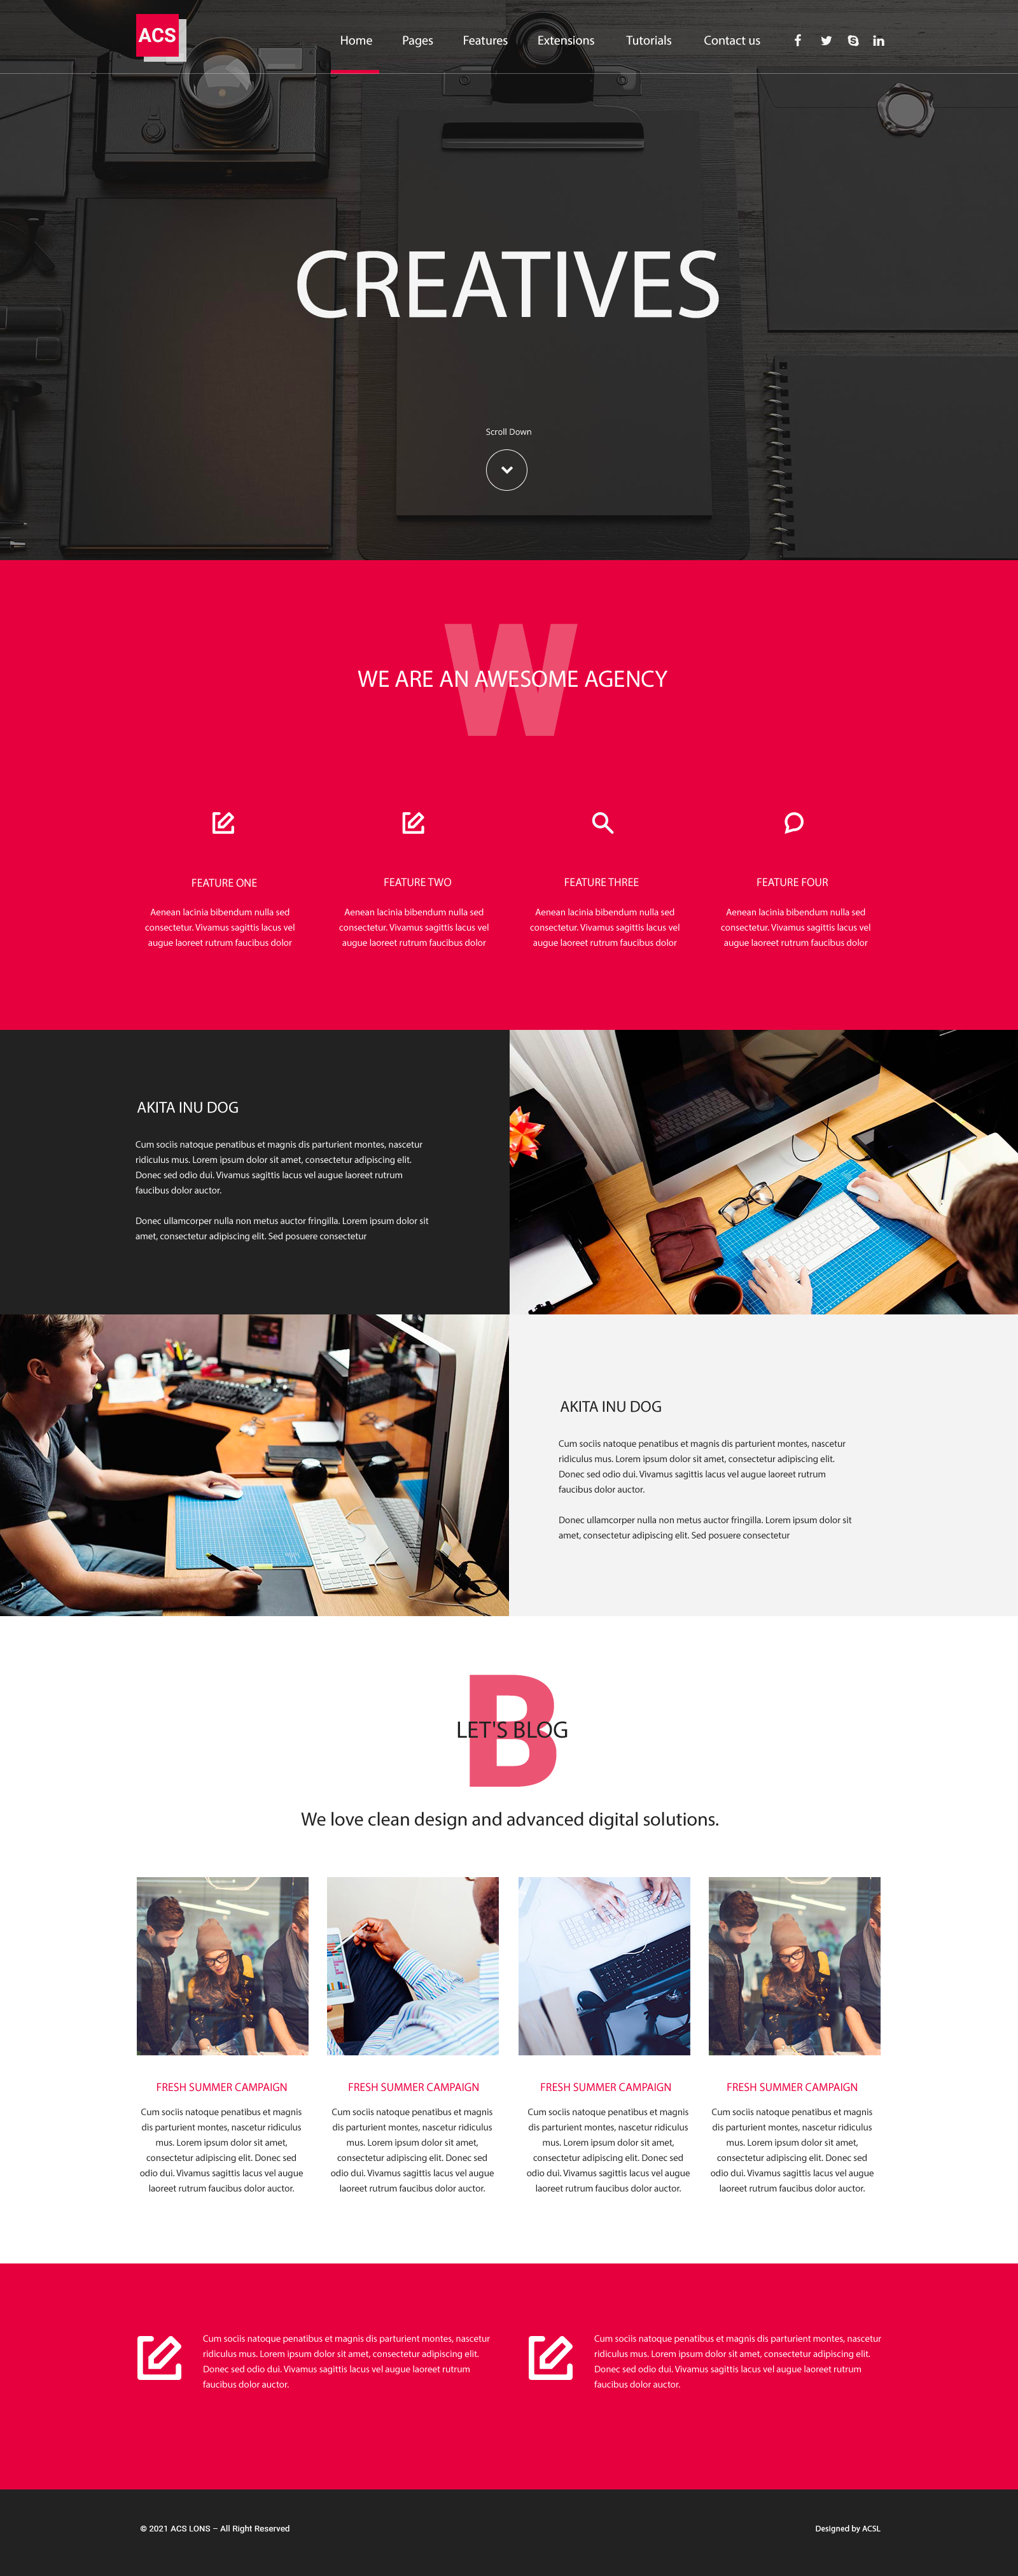 ACS
Home Pages Features Extensions Tutorials Contact us
CREATIVES
Scroll Down
W
WE ARE AN AWESOME AGENCY
FEATURE ONE
Aenean lacinia bibendum nulla sed
consectetur. Vivamus sagittis lacus vel
augue laoreet rutrum faucibus dolor
FEATURE TWO
Aenean lacinia bibendum nulla sed
consectetur. Vivamus sagittis lacus vel
augue laoreet rutrum faucibus dolor
FEATURE THREE
Aenean lacinia bibendum nulla sed
consectetur. Vivamus sagittis lacus vel
augue laoreet rutrum faucibus dolor
FEATURE FOUR
Aenean lacinia bibendum nulla sed
consectetur. Vivamus sagittis lacus vel
augue laoreet rutrum faucibus dolor
AKITA INU DOG
Cum sociis natoque penatibus et magnis dis parturient montes, nascetur
ridiculus mus. Lorem ipsum dolor sit amet, consectetur adipiscing elit.
Donec sed odio dui. Vivamus sagittis lacus vel augue laoreet rutrum
faucibus dolor auctor.
Donec ullamcorper nulla non metus auctor fringilla. Lorem ipsum dolor sit
amet, consectetur adipiscing elit. Sed posuere consectetur
AKITA INU DOG
Cum sociis natoque penatibus et magnis dis parturient montes, nascetur
ridiculus mus. Lorem ipsum dolor sit amet, consectetur adipiscing elit.
Donec sed odio dui. Vivamus sagittis lacus vel augue laoreet rutrum
faucibus dolor auctor.
Donec ullamcorper nulla non metus auctor fringilla. Lorem ipsum dolor sit
amet, consectetur adipiscing elit. Sed posuere consectetur
B
LET'S BLOG
We love clean design and advanced digital solutions.
FRESH SUMMER CAMPAIGN
Cum sociis natoque penatibus et magnis
dis parturient montes, nascetur ridiculus
mus. Lorem ipsum dolor sit amet,
consectetur adipiscing elit. Donec sed
odio dui. Vivamus sagittis lacus vel augue
laoreet rutrum faucibus dolor auctor.
FRESH SUMMER CAMPAIGN
Cum sociis natoque penatibus et magnis
dis parturient montes, nascetur ridiculus
mus. Lorem ipsum dolor sit amet,
consectetur adipiscing elit. Donec sed
odio dui. Vivamus sagittis lacus vel augue
laoreet rutrum faucibus dolor auctor.
FRESH SUMMER CAMPAIGN
Cum sociis natoque penatibus et magnis
dis parturient montes, nascetur ridiculus
mus. Lorem ipsum dolor sit amet,
consectetur adipiscing elit. Donec sed
odio dui. Vivamus sagittis lacus vel augue
laoreet rutrum faucibus dolor auctor.
FRESH SUMMER CAMPAIGN
Cum sociis natoque penatibus et magnis
dis parturient montes, nascetur ridiculus
mus. Lorem ipsum dolor sit amet,
consectetur adipiscing elit. Donec sed
odio dui. Vivamus sagittis lacus vel augue
laoreet rutrum faucibus dolor auctor.
Cum sociis natoque penatibus et magnis dis parturient montes, nascetur
ridiculus mus. Lorem ipsum dolor sit amet, consectetur adipiscing elit.
Donec sed odio dui. Vivamus sagittis lacus vel augue laoreet rutrum
faucibus dolor auctor.
Cum sociis natoque penatibus et magnis dis parturient montes, nascetur
ridiculus mus. Lorem ipsum dolor sit amet, consectetur adipiscing elit.
Donec sed odio dui. Vivamus sagittis lacus vel augue laoreet rutrum
faucibus dolor auctor.
© 2021 ACS LONS – All Right Reserved
Designed by ACSL